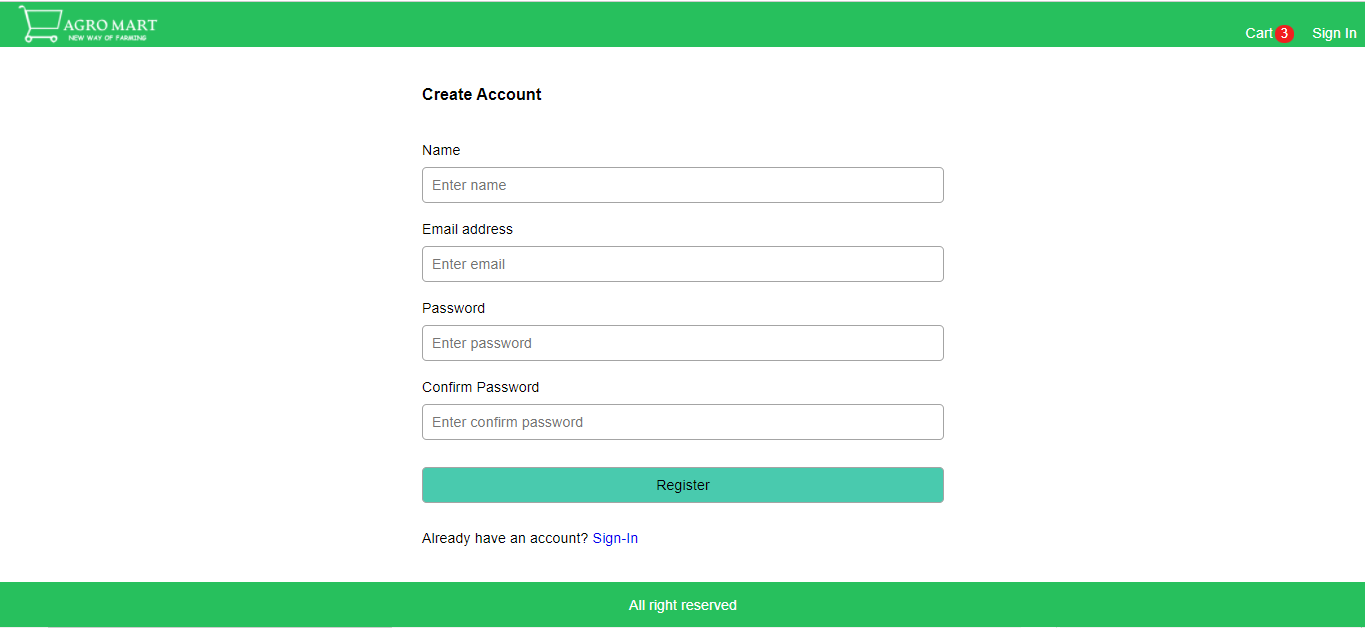 AGRO MART
NEW WAY OF FARMING
Cart 3 Sign In
Create Account
Name
Enter name
Email address
Enter email
Password
Enter password
Confirm Password
Enter confirm password
Register
Already have an account? Sign-In
All right reserved